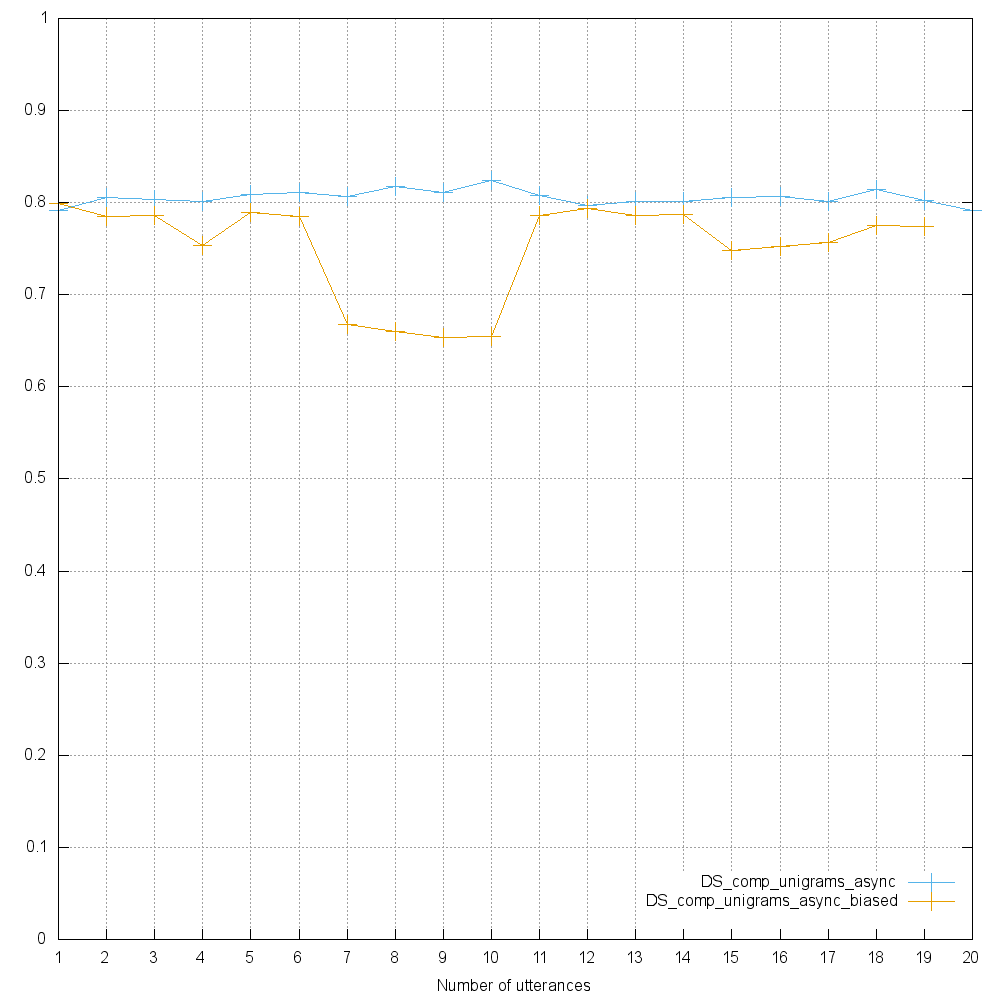 1
0.9
0.8
0.7
0.6
0.5
0.4
0.3
0.2
0.1
0
DS_comp_unigrams_async
DS_comp_unigrams_async_biased
1 2 3 4 5 6 7 8 9 10 11 12 13 14 15 16 17 18 19 20
Number of utterances